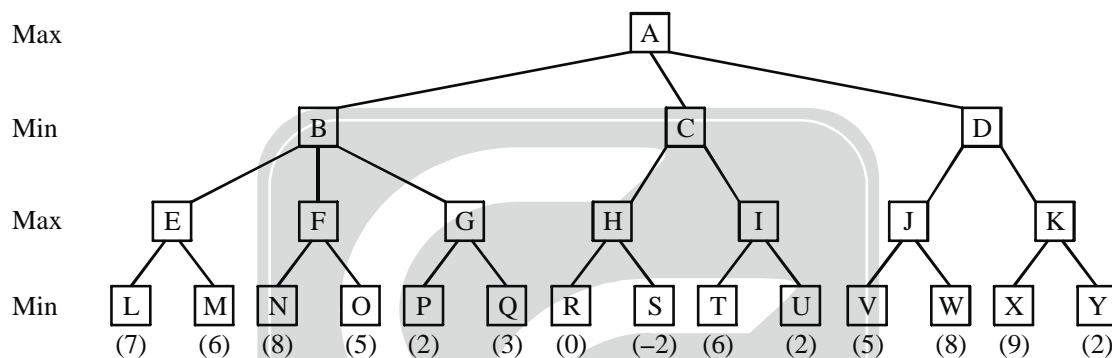 Max A
Min B C D
Max E F G H I J K
Min L M N O P Q R S T U V W X Y
(7) (6) (8) (5) (2) (3) (0) (–2) (6) (2) (5) (8) (9) (2)